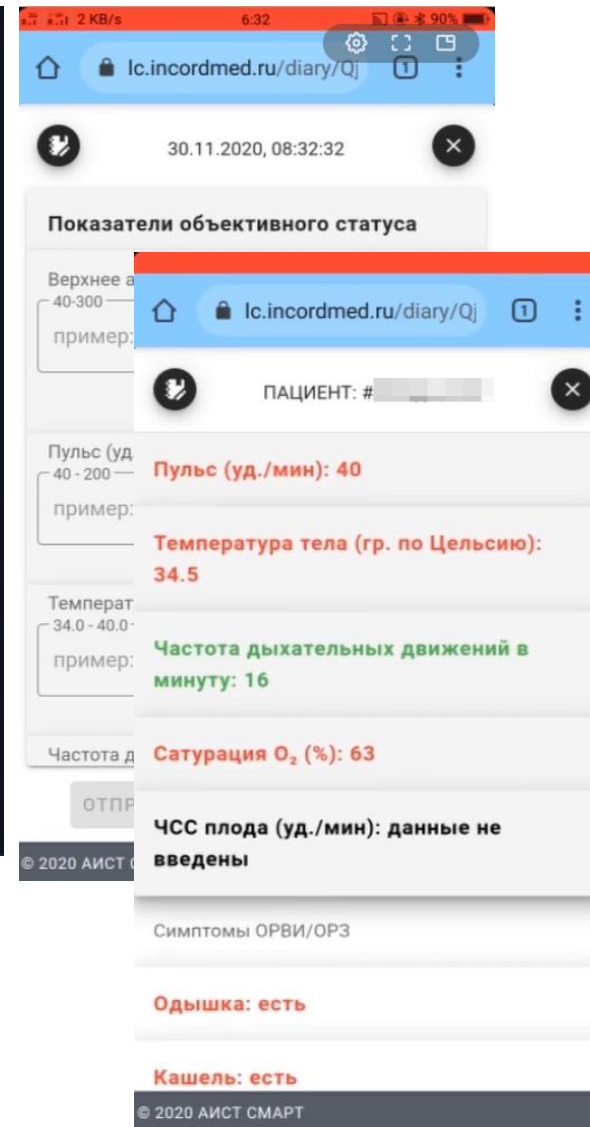 2 KB/s 6:32 90%
lc.incordmed.ru/diary/Qj 1
30.11.2020, 08:32:32
Показатели объективного статуса
Верхнее а
40-300
пример:
Пульс (уд.
40 - 200
пример:
Температ
34.0 - 40.0
пример:
Частота д
ОТПР
© 2020 АИСТ
lc.incordmed.ru/diary/Qj 1
ПАЦИЕНТ: #
Пульс (уд./мин): 40
Температура тела (гр. по Цельсию):
34.5
Частота дыхательных движений в
минуту: 16
Сатурация O₂ (%): 63
ЧСС плода (уд./мин): данные не
введены
Симптомы ОРВИ/ОРЗ
Одышка: есть
Кашель: есть
© 2020 АИСТ СМАРТ